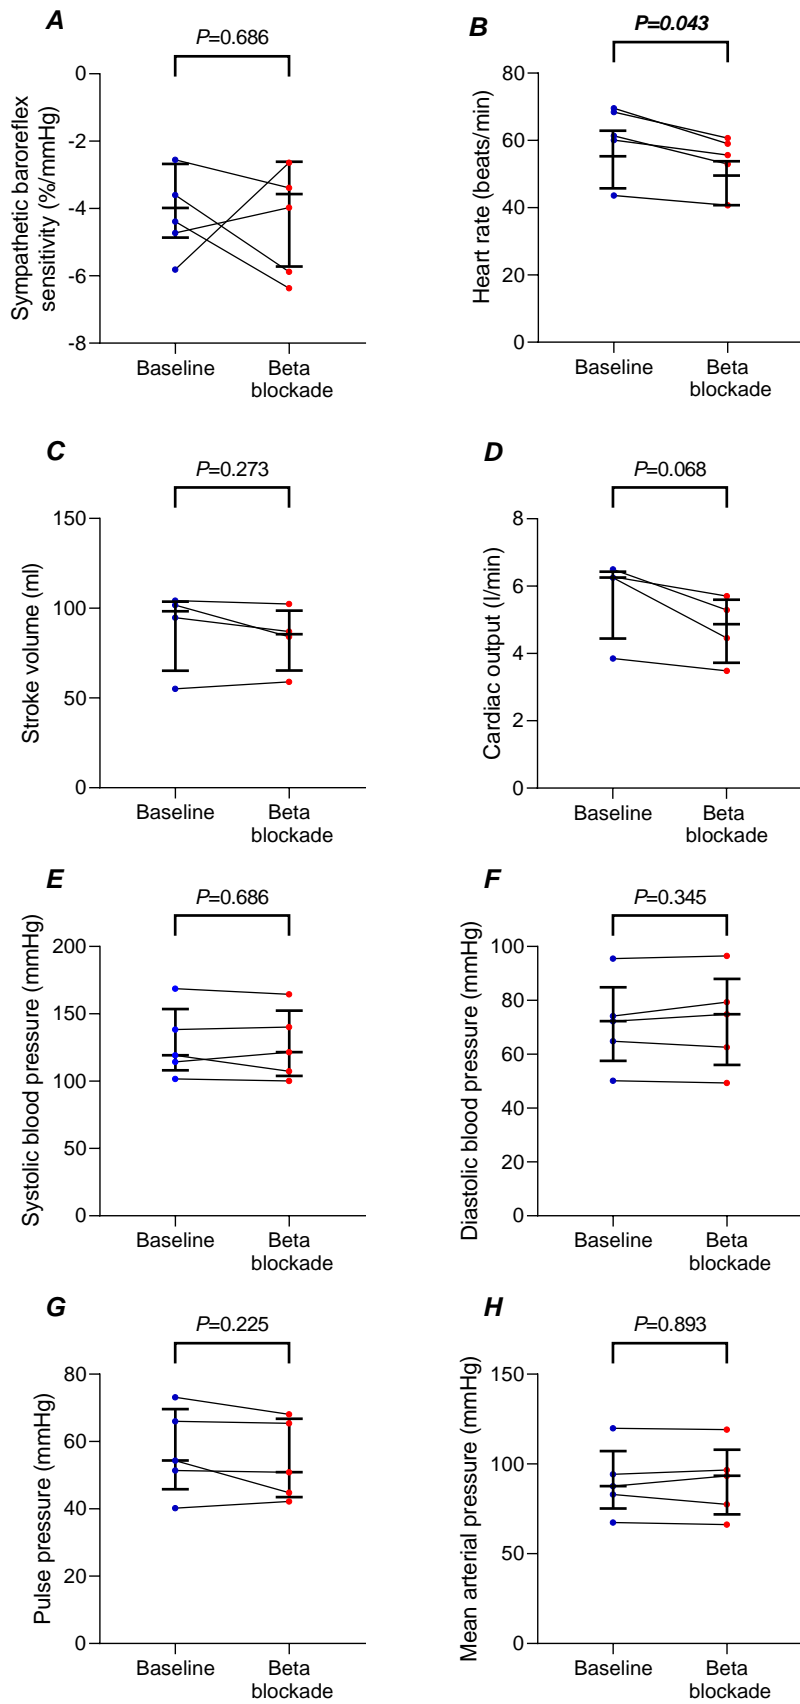 A
P=0.686
0
-2
-4
-6
-8
Sympathetic baroreflex
sensitivity (%/mmHg)
Baseline
Beta
blockade
B
P=0.043
80
60
40
20
0
Heart rate (beats/min)
Baseline
Beta
blockade
C
P=0.273
150
100
50
0
Stroke volume (ml)
Baseline
Beta
blockade
D
P=0.068
8
6
4
2
0
Cardiac output (l/min)
Baseline
Beta
blockade
E
P=0.686
200
150
100
50
0
Systolic blood pressure (mmHg)
Baseline
Beta
blockade
F
P=0.345
100
80
60
40
20
0
Diastolic blood pressure (mmHg)
Baseline
Beta
blockade
G
P=0.225
80
60
40
20
0
Pulse pressure (mmHg)
Baseline
Beta
blockade
H
P=0.893
150
100
50
0
Mean arterial pressure (mmHg)
Baseline
Beta
blockade